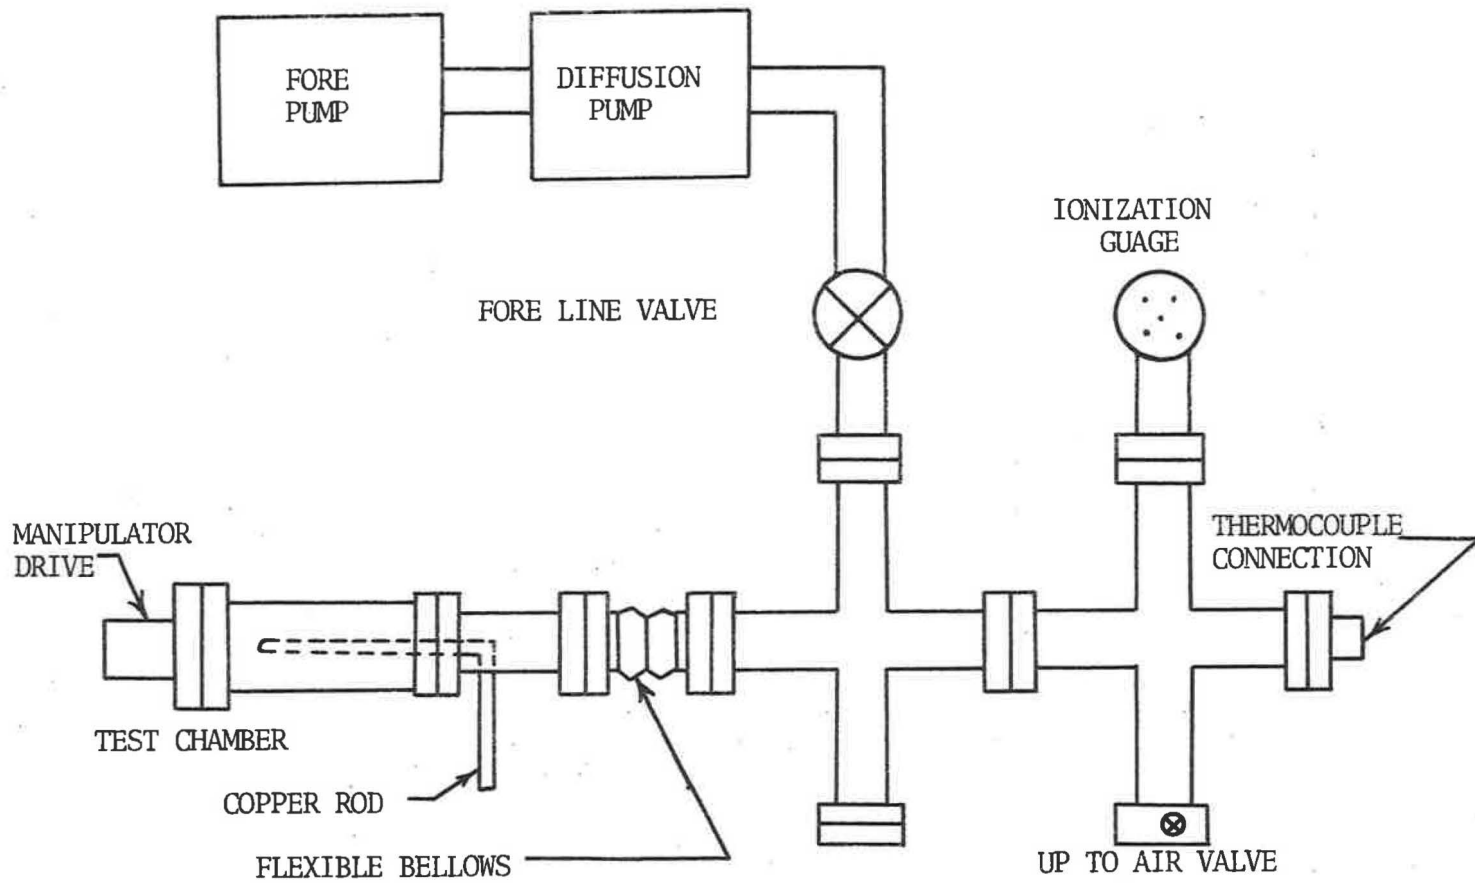 FORE
PUMP
DIFFUSION
PUMP
IONIZATION
GUAGE
FORE LINE VALVE
MANIPULATOR
DRIVE
THERMOCOUPLE
CONNECTION
TEST CHAMBER
COPPER ROD
FLEXIBLE BELLOWS
UP TO AIR VALVE